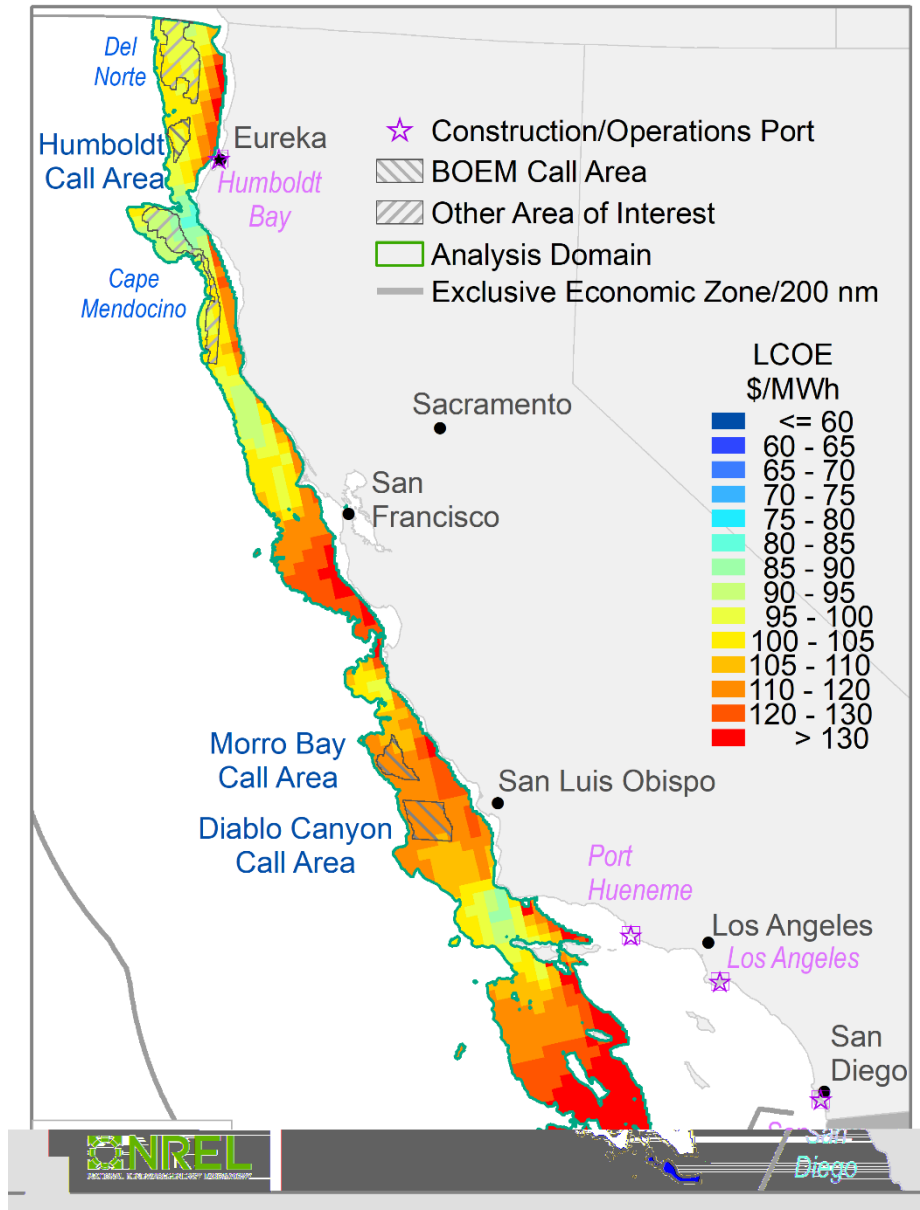 Del
Norte
Humboldt
Call Area
Eureka
Humboldt
Bay
Cape
Mendocino
Construction/Operations Port
BOEM Call Area
Other Area of Interest
Analysis Domain
Exclusive Economic Zone/200 nm
LCOE
$/MWh
<= 60
60 - 65
65 - 70
70 - 75
75 - 80
80 - 85
85 - 90
90 - 95
95 - 100
100 - 105
105 - 110
110 - 120
120 - 130
> 130
Sacramento
San
Francisco
Morro Bay
Call Area
San Luis Obispo
Diablo Canyon
Call Area
Port
Hueneme
Los Angeles
Los Angeles
San
Diego
Diego
NREL